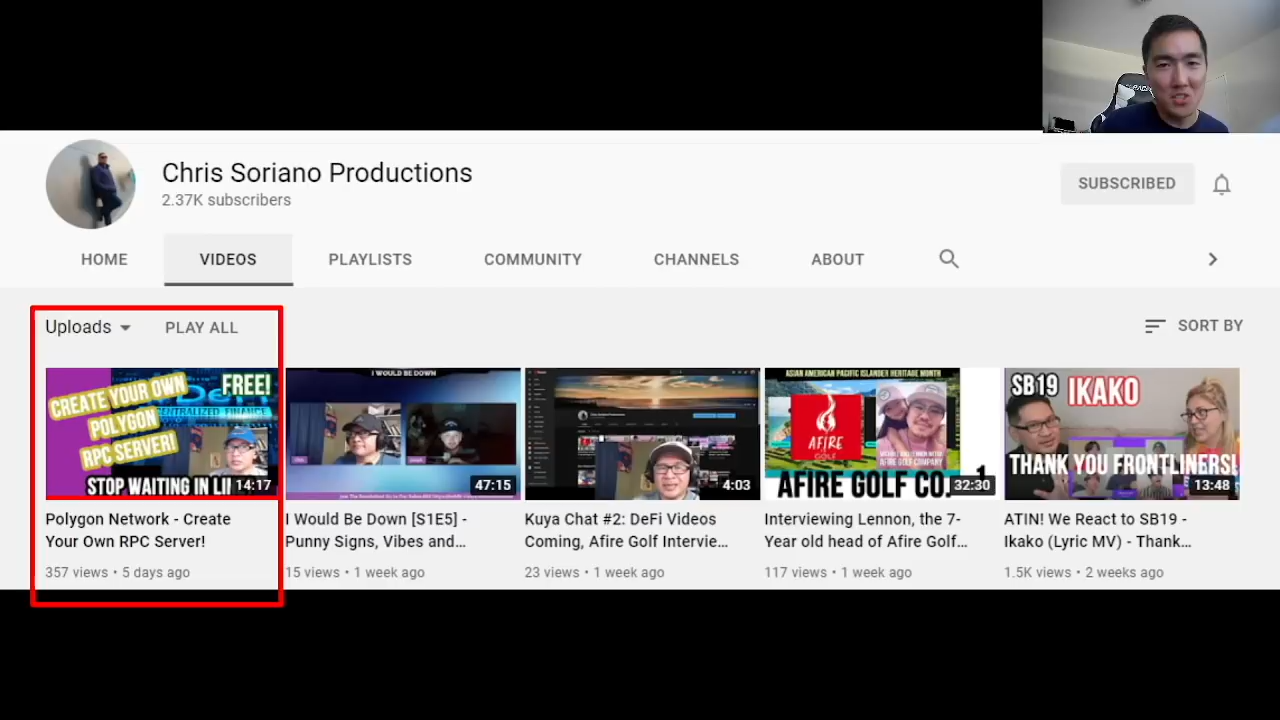 Chris Soriano Productions
2.37K subscribers
SUBSCRIBED
HOME
VIDEOS
PLAYLISTS
COMMUNITY
CHANNELS
ABOUT
Uploads
PLAY ALL
SORT BY
CREATE YOUR OWN
POLYGON
RPC SERVER!
FREE!
STOP WAITING IN
14:17
I WOULD BE DOWN
47:15
4:03
ASIAN AMERICAN PACIFIC ISLANDER HERITAGE MONTH
AFIRE
GOLF
AFIRE GOLF COMPANY
AFIRE GOLF CO.
32:30
SB19 IKAKO
THANK YOU FRONTLINERS!
13:48
Polygon Network - Create
Your Own RPC Server!
357 views • 5 days ago
I Would Be Down [S1E5] -
Punny Signs, Vibes and...
15 views • 1 week ago
Kuya Chat #2: DeFi Videos
Coming, Afire Golf Intervie...
23 views • 1 week ago
Interviewing Lennon, the 7-
Year old head of Afire Golf...
117 views • 1 week ago
ATIN! We React to SB19 -
Ikako (Lyric MV) - Thank...
1.5K views • 2 weeks ago